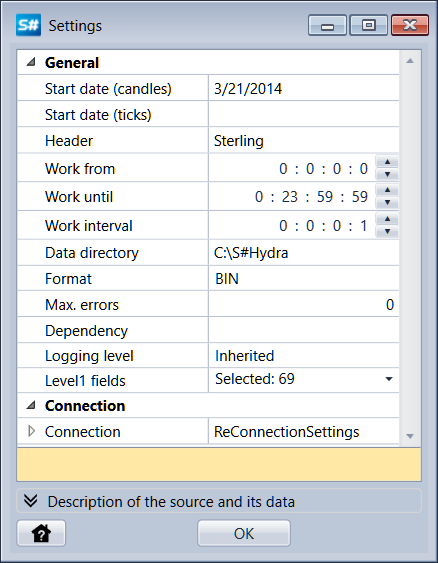 S# Settings
General
Start date (candles) 3/21/2014
Start date (ticks)
Header Sterling
Work from 0 : 0 : 0 : 0
Work until 0 : 23 : 59 : 59
Work interval 0 : 0 : 0 : 1
Data directory C:\S#Hydra
Format BIN
Max. errors 0
Dependency
Logging level Inherited
Level1 fields Selected: 69
Connection
Connection ReConnectionSettings
Description of the source and its data
OK